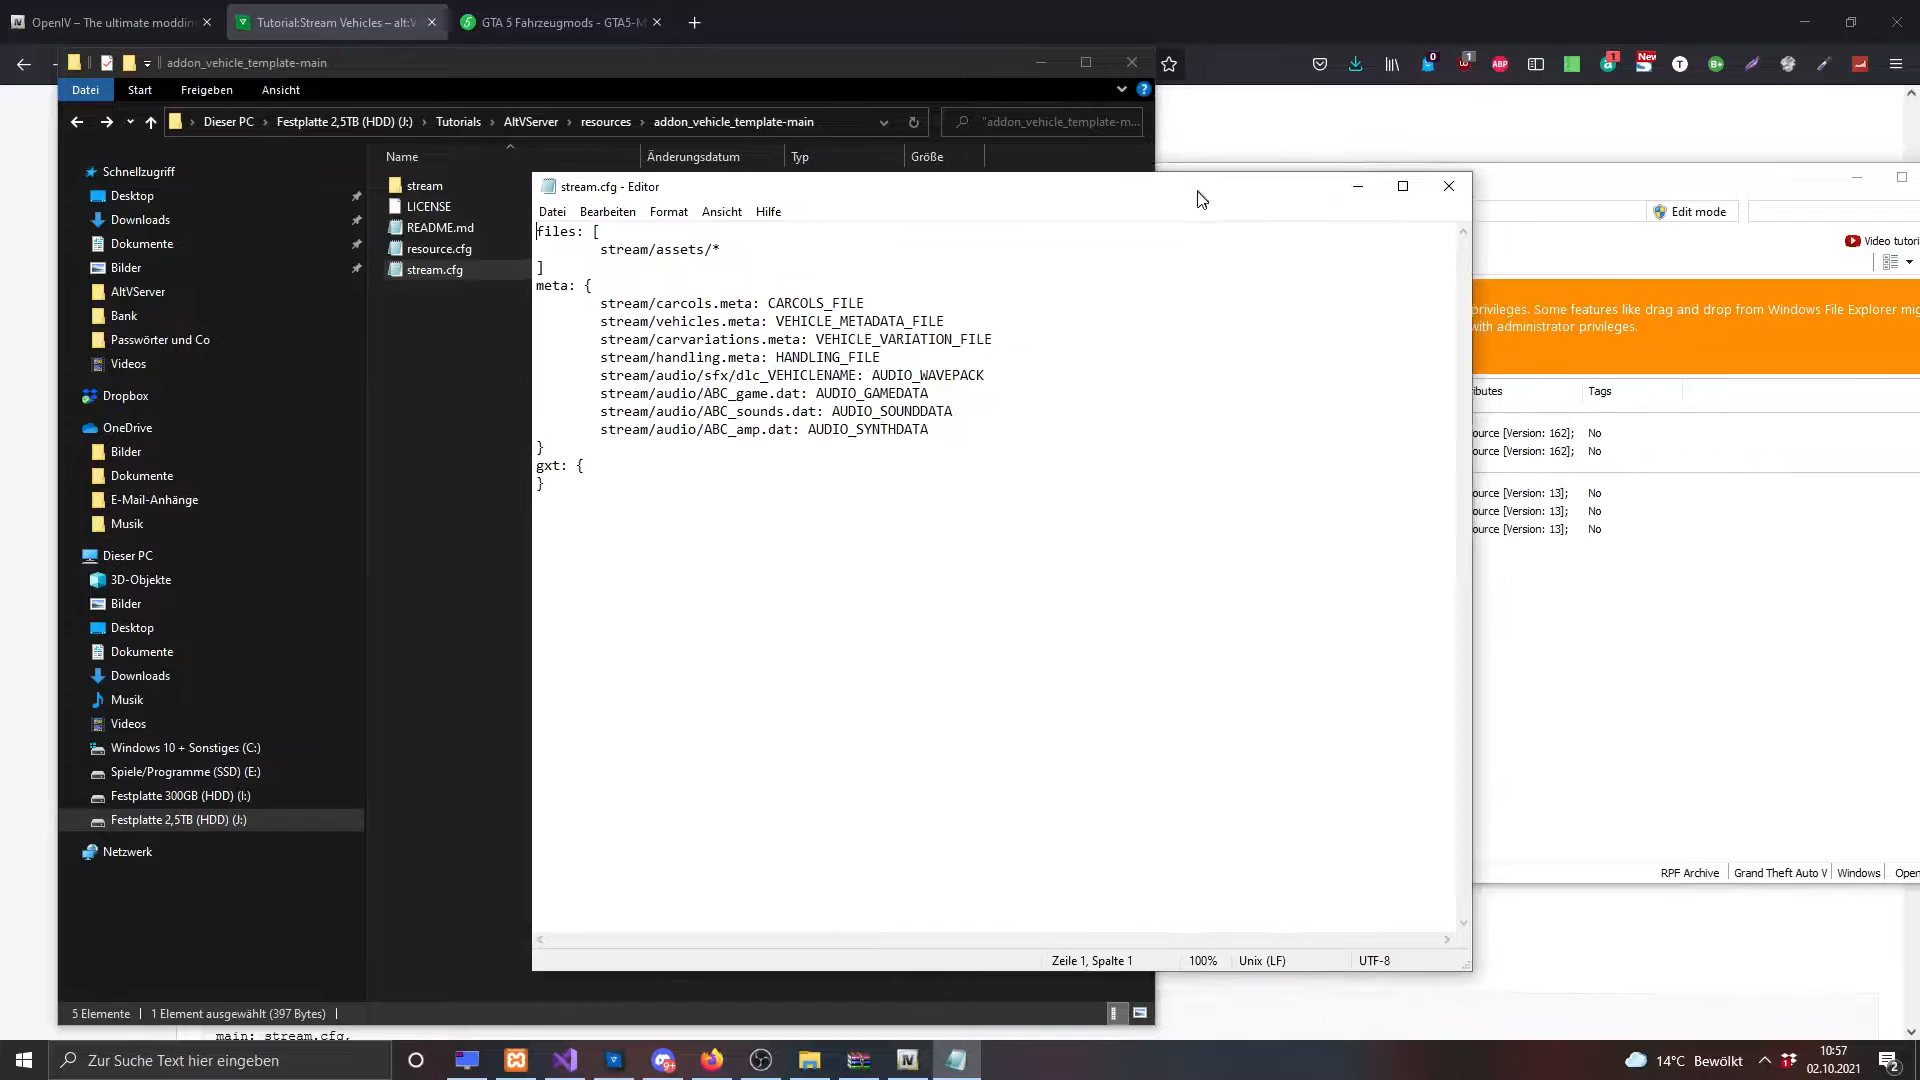 OpenIV – The ultimate moddin
Tutorial:Stream Vehicles – alt:V
GTA 5 Fahrzeugmods - GTA5-M
addon_vehicle_template-main
Datei Start Freigeben Ansicht
Dieser PC Festplatte 2,5TB (HDD) (J:) Tutorials AltVServer resources addon_vehicle_template-main
"addon_vehicle_template-m...
Name Änderungsdatum Typ Größe
Schnellzugriff
Desktop
Downloads
Dokumente
Bilder
AltVServer
Bank
Passwörter und Co
Videos
Dropbox
OneDrive
Bilder
Dokumente
E-Mail-Anhänge
Musik
Dieser PC
3D-Objekte
Bilder
Desktop
Dokumente
Downloads
Musik
Videos
Windows 10 + Sonstiges (C:)
Spiele/Programme (SSD) (E:)
Festplatte 300GB (HDD) (I:)
Festplatte 2,5TB (HDD) (J:)
Netzwerk
stream
LICENSE
README.md
resource.cfg
stream.cfg
5 Elemente 1 Element ausgewählt (397 Bytes)
main: stream.cfg,
stream.cfg - Editor
Datei Bearbeiten Format Ansicht Hilfe
files: [
stream/assets/*
]
meta: {
stream/carcols.meta: CARCOLS_FILE
stream/vehicles.meta: VEHICLE_METADATA_FILE
stream/carvariations.meta: VEHICLE_VARIATION_FILE
stream/handling.meta: HANDLING_FILE
stream/audio/sfx/dlc_VEHICLENAME: AUDIO_WAVEPACK
stream/audio/ABC_game.dat: AUDIO_GAMEDATA
stream/audio/ABC_sounds.dat: AUDIO_SOUNDDATA
stream/audio/ABC_amp.dat: AUDIO_SYNTHDATA
}
gxt: {
}
Zeile 1, Spalte 1 100% Unix (LF) UTF-8
0 1 ABP 1 New
Edit mode
Video tutori
privileges. Some features like drag and drop from Windows File Explorer mig
with administrator privileges.
ibutes Tags
ource [Version: 162]; No
ource [Version: 162]; No
ource [Version: 13]; No
ource [Version: 13]; No
ource [Version: 13]; No
RPF Archive Grand Theft Auto V Windows Open
Zur Suche Text hier eingeben
9+
14°C Bewölkt
10:57
02.10.2021
2